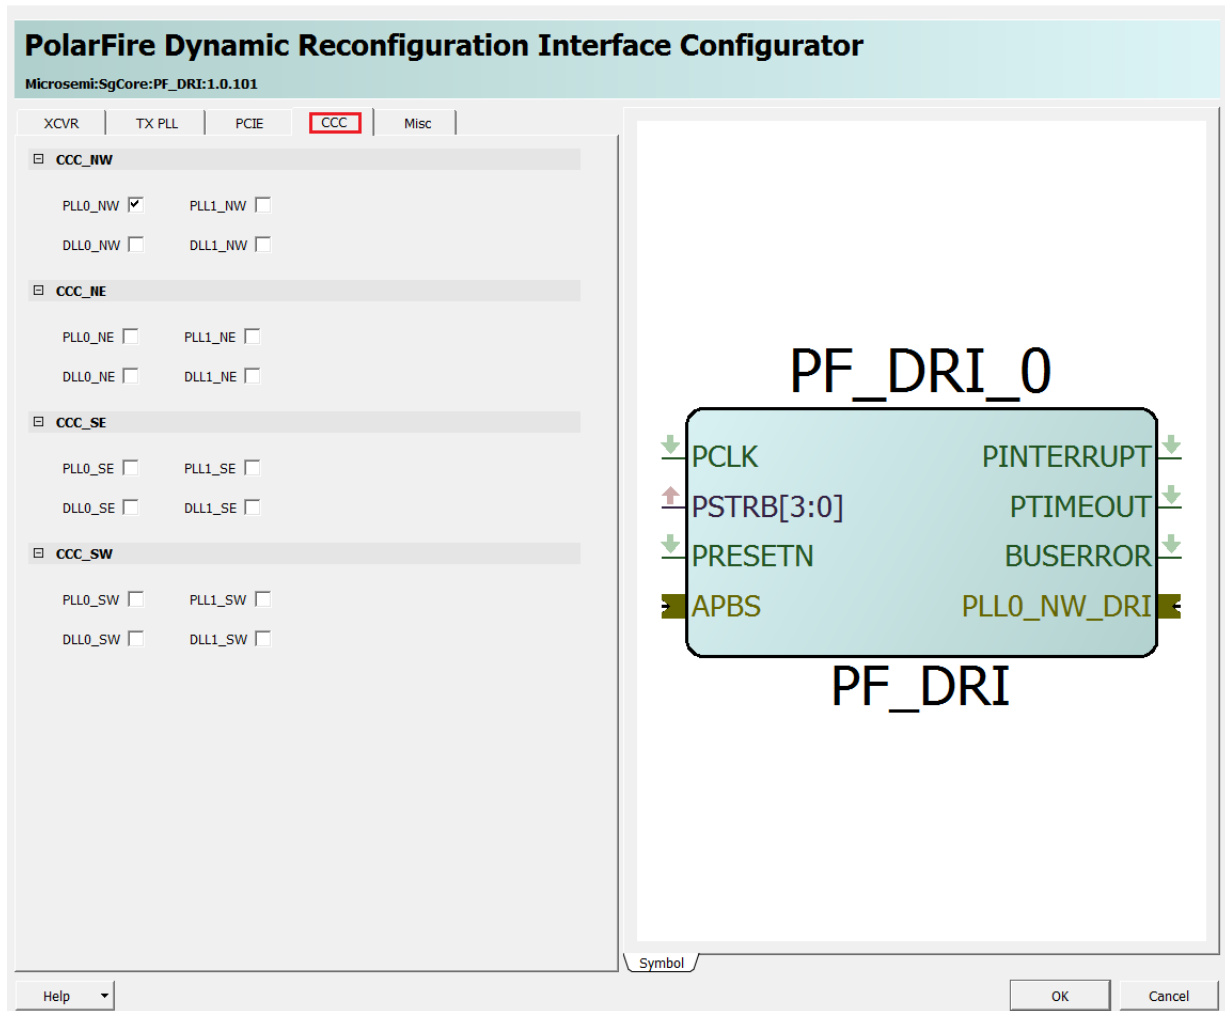 PolarFire Dynamic Reconfiguration Interface Configurator
Microsemi:SgCore:PF_DRI:1.0.101
XCVR TX PLL PCIE CCC Misc
CCC_NW
PLL0_NW PLL1_NW
DLL0_NW DLL1_NW
CCC_NE
PLL0_NE PLL1_NE
DLL0_NE DLL1_NE
CCC_SE
PLL0_SE PLL1_SE
DLL0_SE DLL1_SE
CCC_SW
PLL0_SW PLL1_SW
DLL0_SW DLL1_SW
PF_DRI_0
PCLK PINTERRUPT
PSTRB[3:0] PTIMEOUT
PRESETN BUSERROR
APBS PLL0_NW_DRI
PF_DRI
Symbol
Help OK Cancel